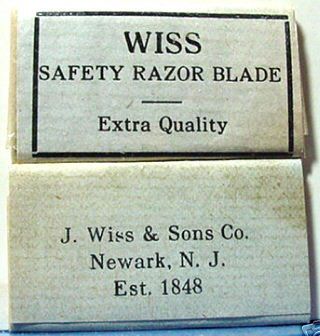 WISS
SAFETY RAZOR BLADE
Extra Quality
J. Wiss & Sons Co.
Newark, N. J.
Est. 1848